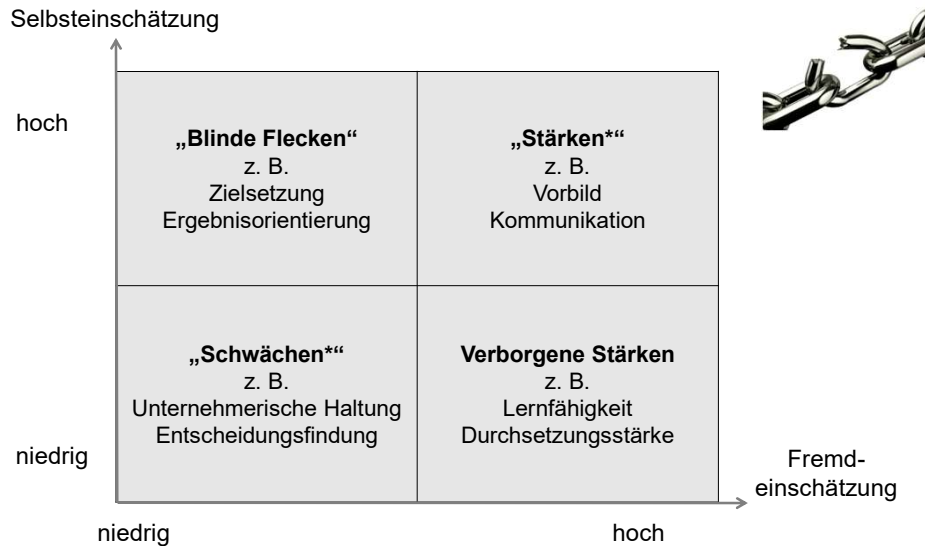 Selbsteinschätzung
hoch
„Blinde Flecken“
z. B.
Zielsetzung
Ergebnisorientierung
„Stärken*“
z. B.
Vorbild
Kommunikation
„Schwächen*“
z. B.
Unternehmerische Haltung
Entscheidungsfindung
Verborgene Stärken
z. B.
Lernfähigkeit
Durchsetzungsstärke
niedrig
Fremd-
einschätzung
niedrig
hoch